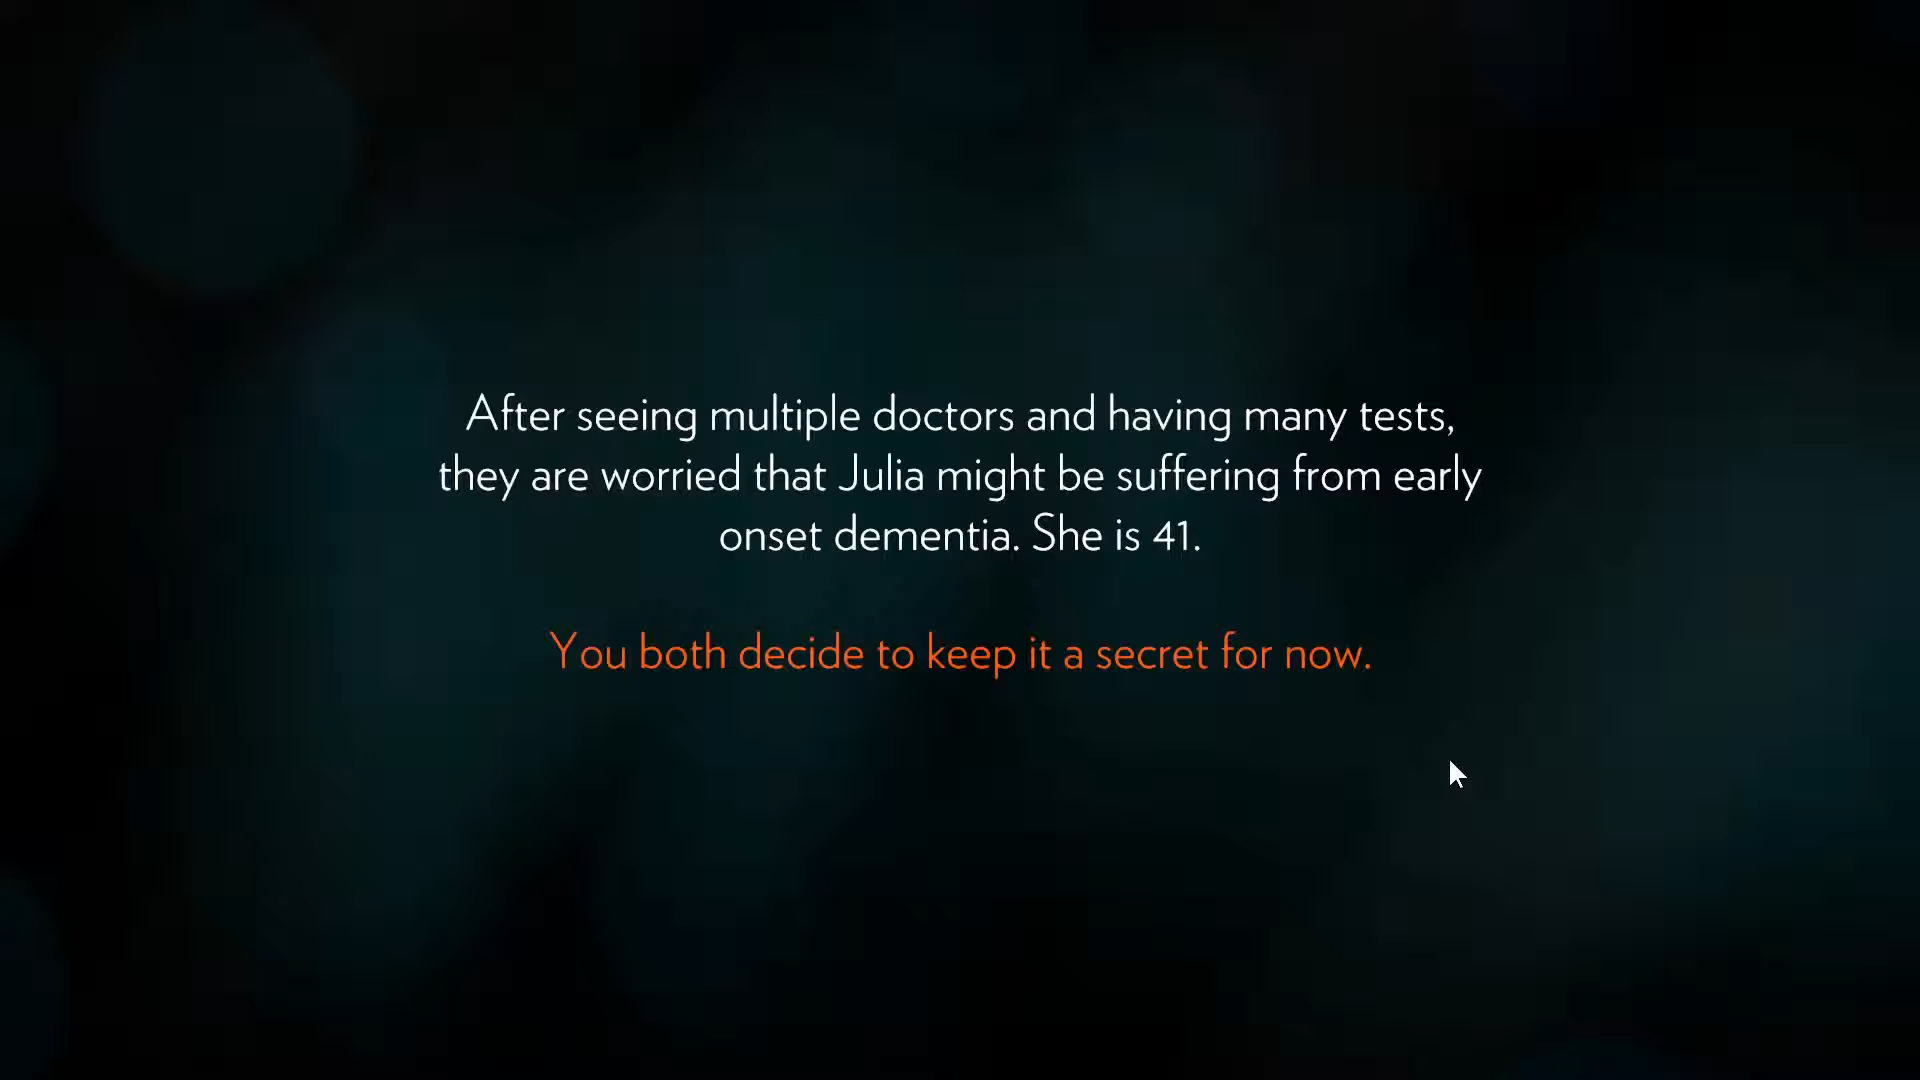 After seeing multiple doctors and having many tests,
they are worried that Julia might be suffering from early
onset dementia. She is 41.
You both decide to keep it a secret for now.